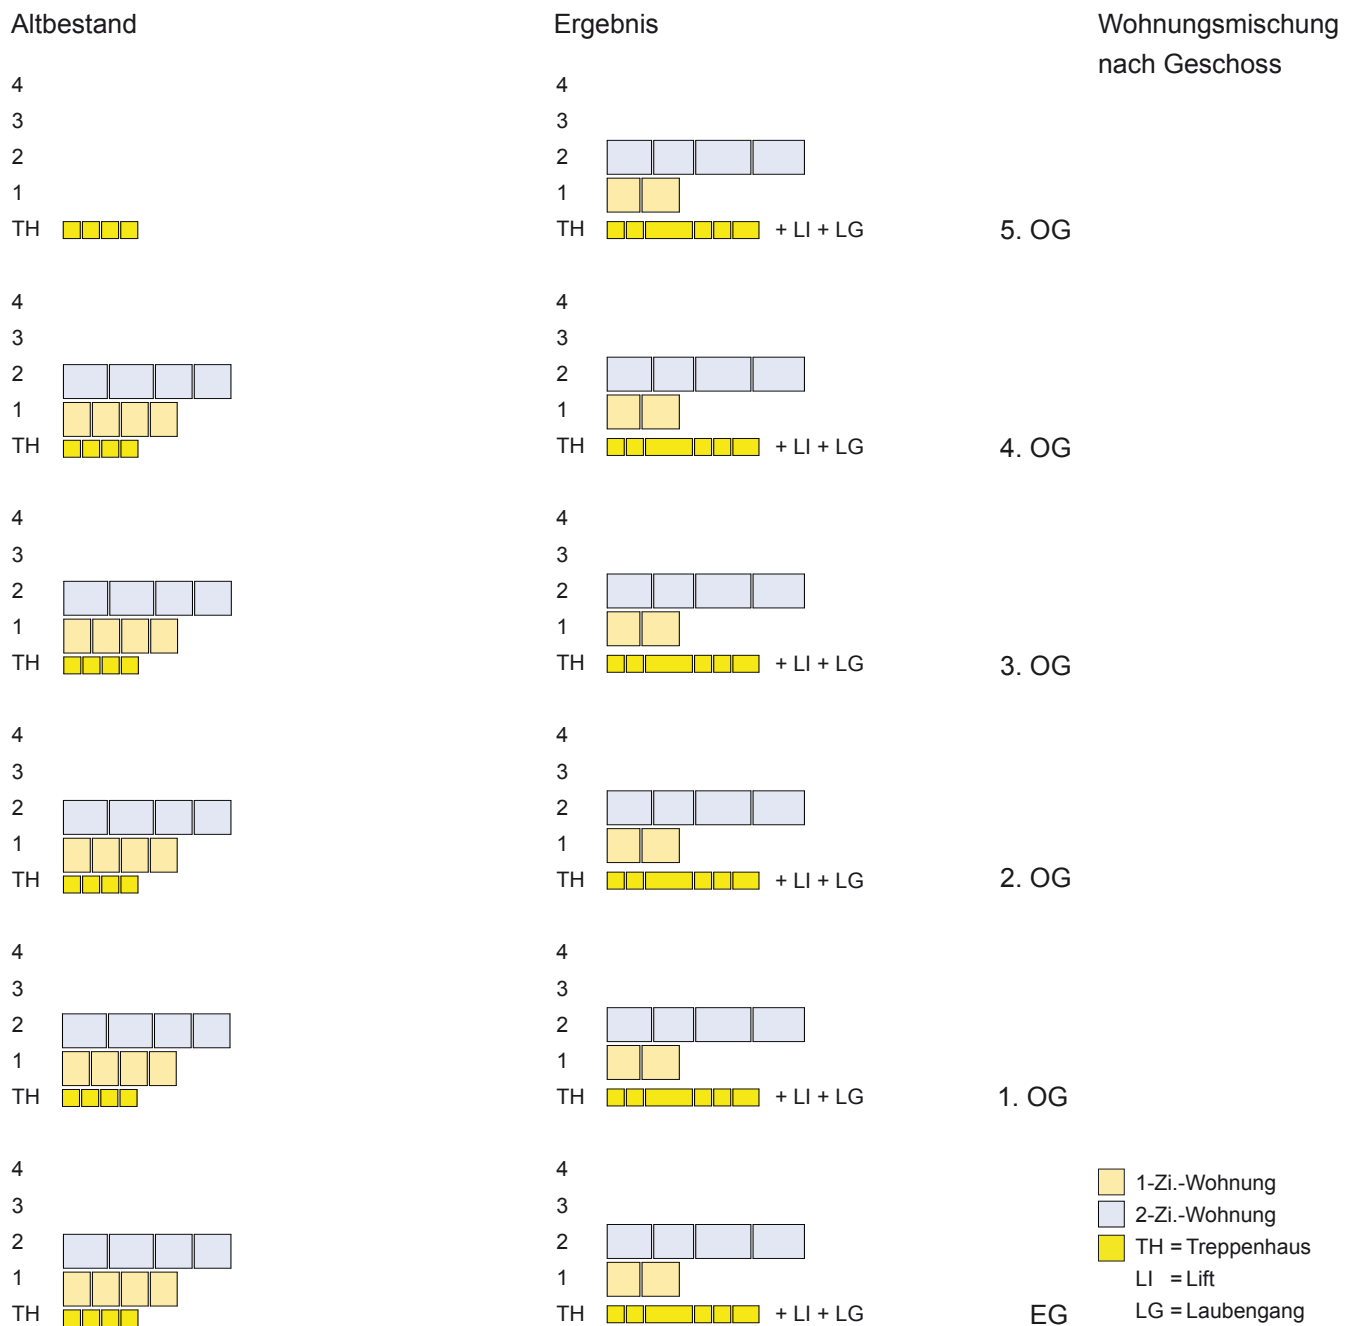 Altbestand
Ergebnis
Wohnungsmischung
nach Geschoss
4
4
3
3
2
2
1
1
TH
TH + LI + LG
5. OG
4
4
3
3
2
2
1
1
TH
TH + LI + LG
4. OG
4
4
3
3
2
2
1
1
TH
TH + LI + LG
3. OG
4
4
3
3
2
2
1
1
TH
TH + LI + LG
2. OG
4
4
3
3
2
2
1
1
TH
TH + LI + LG
1. OG
4
4
3
3
2
2
1
1
TH
TH + LI + LG
EG
1-Zi.-Wohnung
2-Zi.-Wohnung
TH = Treppenhaus
LI = Lift
LG = Laubengang